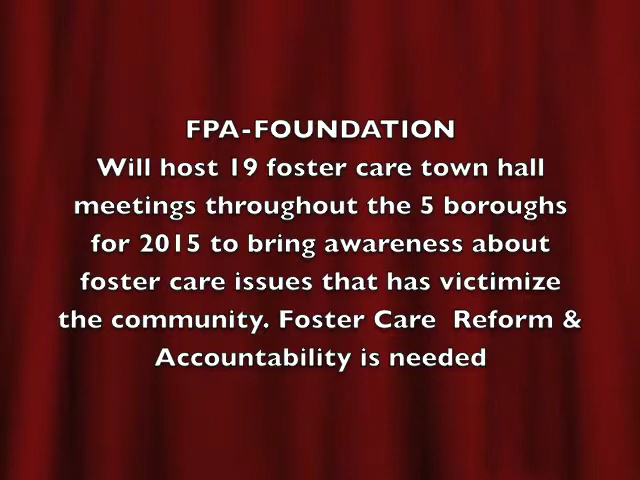 FPA-FOUNDATION
Will host 19 foster care town hall
meetings throughout the 5 boroughs
for 2015 to bring awareness about
foster care issues that has victimize
the community. Foster Care  Reform &
Accountability is needed